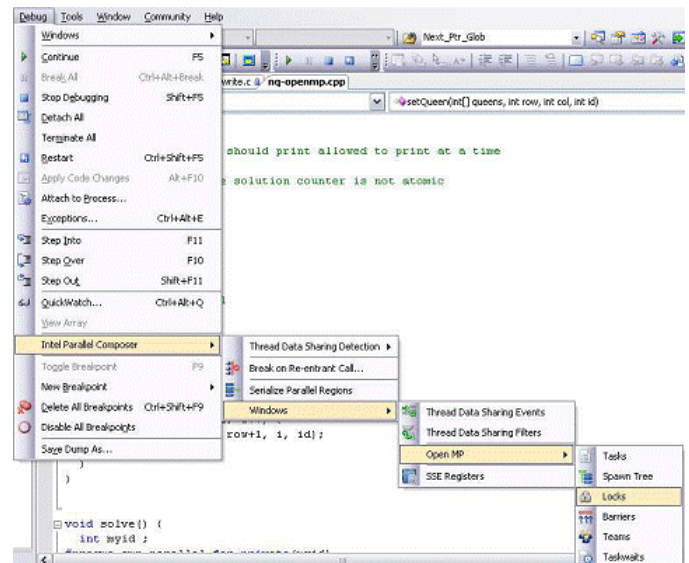 Debug Tools Window Community Help
Windows
Continue F5
Break All Ctrl+Alt+Break
Stop Debugging Shift+F5
Detach All
Terminate All
Restart Ctrl+Shift+F5
Apply Code Changes Alt+F10
Attach to Process...
Exceptions... Ctrl+Alt+E
Step Into F11
Step Over F10
Step Out Shift+F11
QuickWatch... Ctrl+Alt+Q
View Array
Intel Parallel Composer
Toggle Breakpoint F9
New Breakpoint
Delete All Breakpoints Ctrl+Shift+F9
Disable All Breakpoints
Save Dump As...
Next_Ptr_Glob
write.c nq-openmp.cpp
setQueen(int[] queens, int row, int col, int id)
should print allowed to print at a time
solution counter is not atomic
Thread Data Sharing Detection
Break on Re-entrant Call...
Serialize Parallel Regions
Windows
Thread Data Sharing Events
Thread Data Sharing Filters
Open MP
SSE Registers
Tasks
Spawn Tree
Locks
Barriers
Teams
Taskwaits
row+1, i, id);
}
}
void solve() {
int myid ;